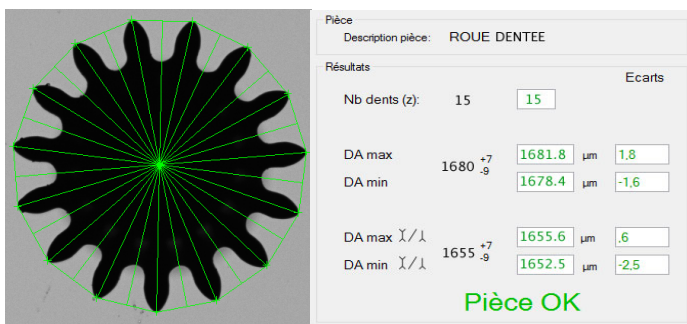 Pièce
Description pièce: ROUE DENTEE
Résultats
Ecarts
Nb dents (z): 15 15
DA max 1680 +7 -9 1681.8 µm 1,8
DA min 1678.4 µm -1,6
DA max 1655 +7 -9 1655.6 µm ,6
DA min 1652.5 µm -2,5
Pièce OK